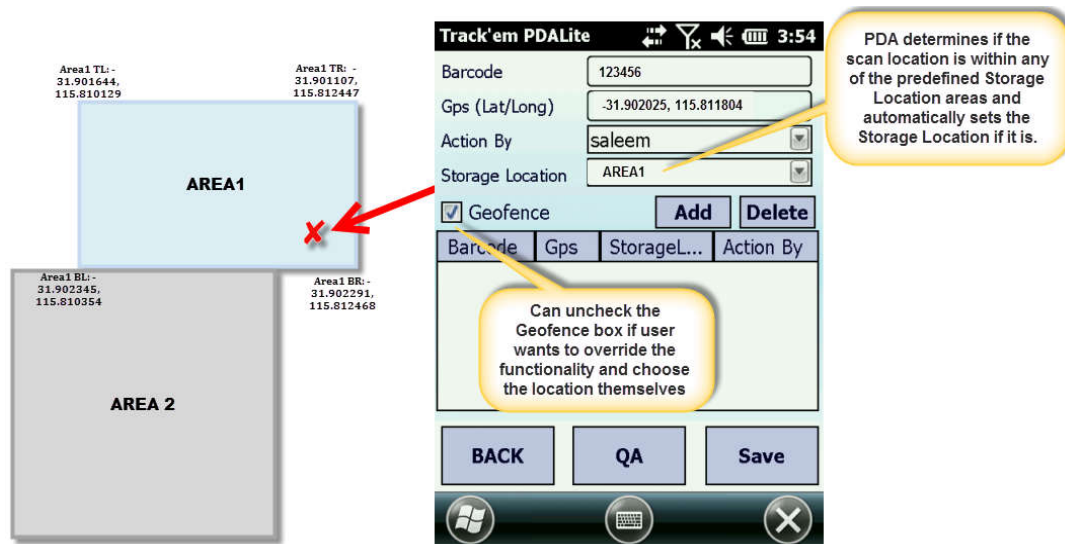 Area1 TL: -
31.901644,
115.810129
Area1 TR: -
31.901107,
115.812447
AREA1
Area1 BL: -
31.902345,
115.810354
Area1 BR: -
31.902291,
115.812468
AREA 2
Track'em PDALite
3:54
Barcode
123456
Gps (Lat/Long)
-31.902025, 115.811804
Action By
saleem
Storage Location
AREA1
Geofence
Add
Delete
Barcode Gps StorageL... Action By
Can uncheck the
Geofence box if user
wants to override the
functionality and choose
the location themselves
BACK
QA
Save
PDA determines if the
scan location is within any
of the predefined Storage
Location areas and
automatically sets the
Storage Location if it is.